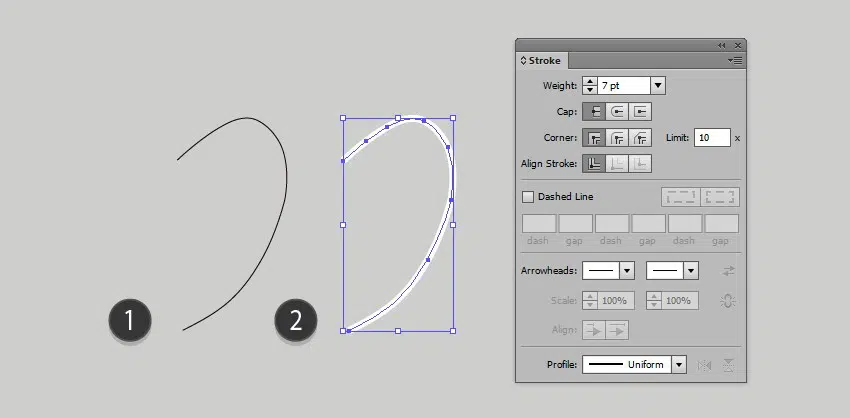 1
2
Stroke
Weight: 7 pt
Cap:
Corner: Limit: 10 x
Align Stroke:
Dashed Line
dash gap dash gap dash gap
Arrowheads:
Scale: 100% 100%
Align:
Profile: Uniform